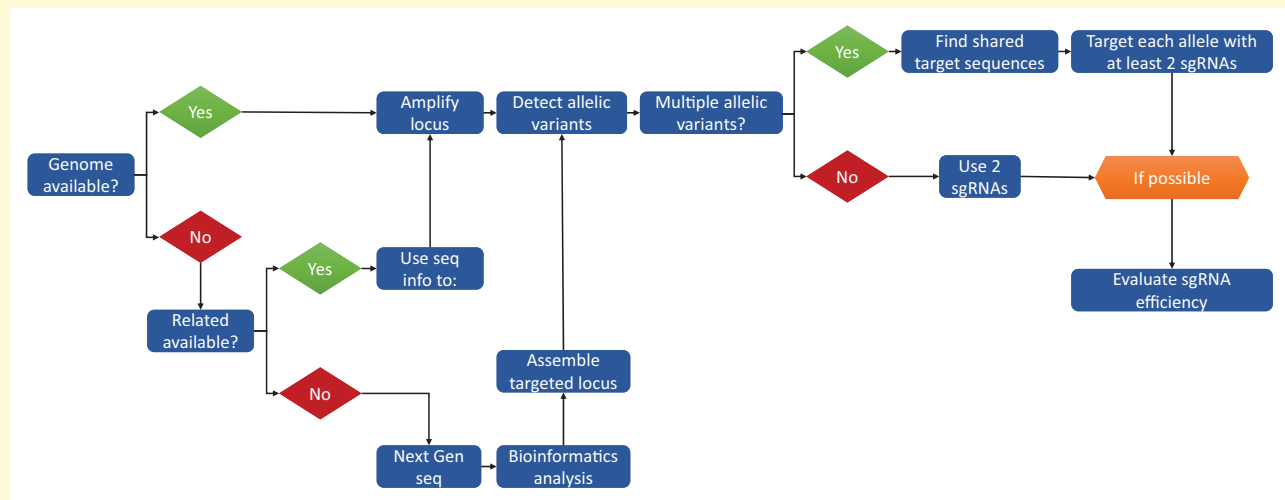 Genome
available?
Yes
No
Related
available?
Yes
No
Use seq
info to:
Next Gen
seq
Bioinformatics
analysis
Assemble
targeted locus
Amplify
locus
Detect allelic
variants
Multiple allelic
variants?
Yes
No
Find shared
target sequences
Target each allele with
at least 2 sgRNAs
Use 2
sgRNAs
If possible
Evaluate sgRNA
efficiency